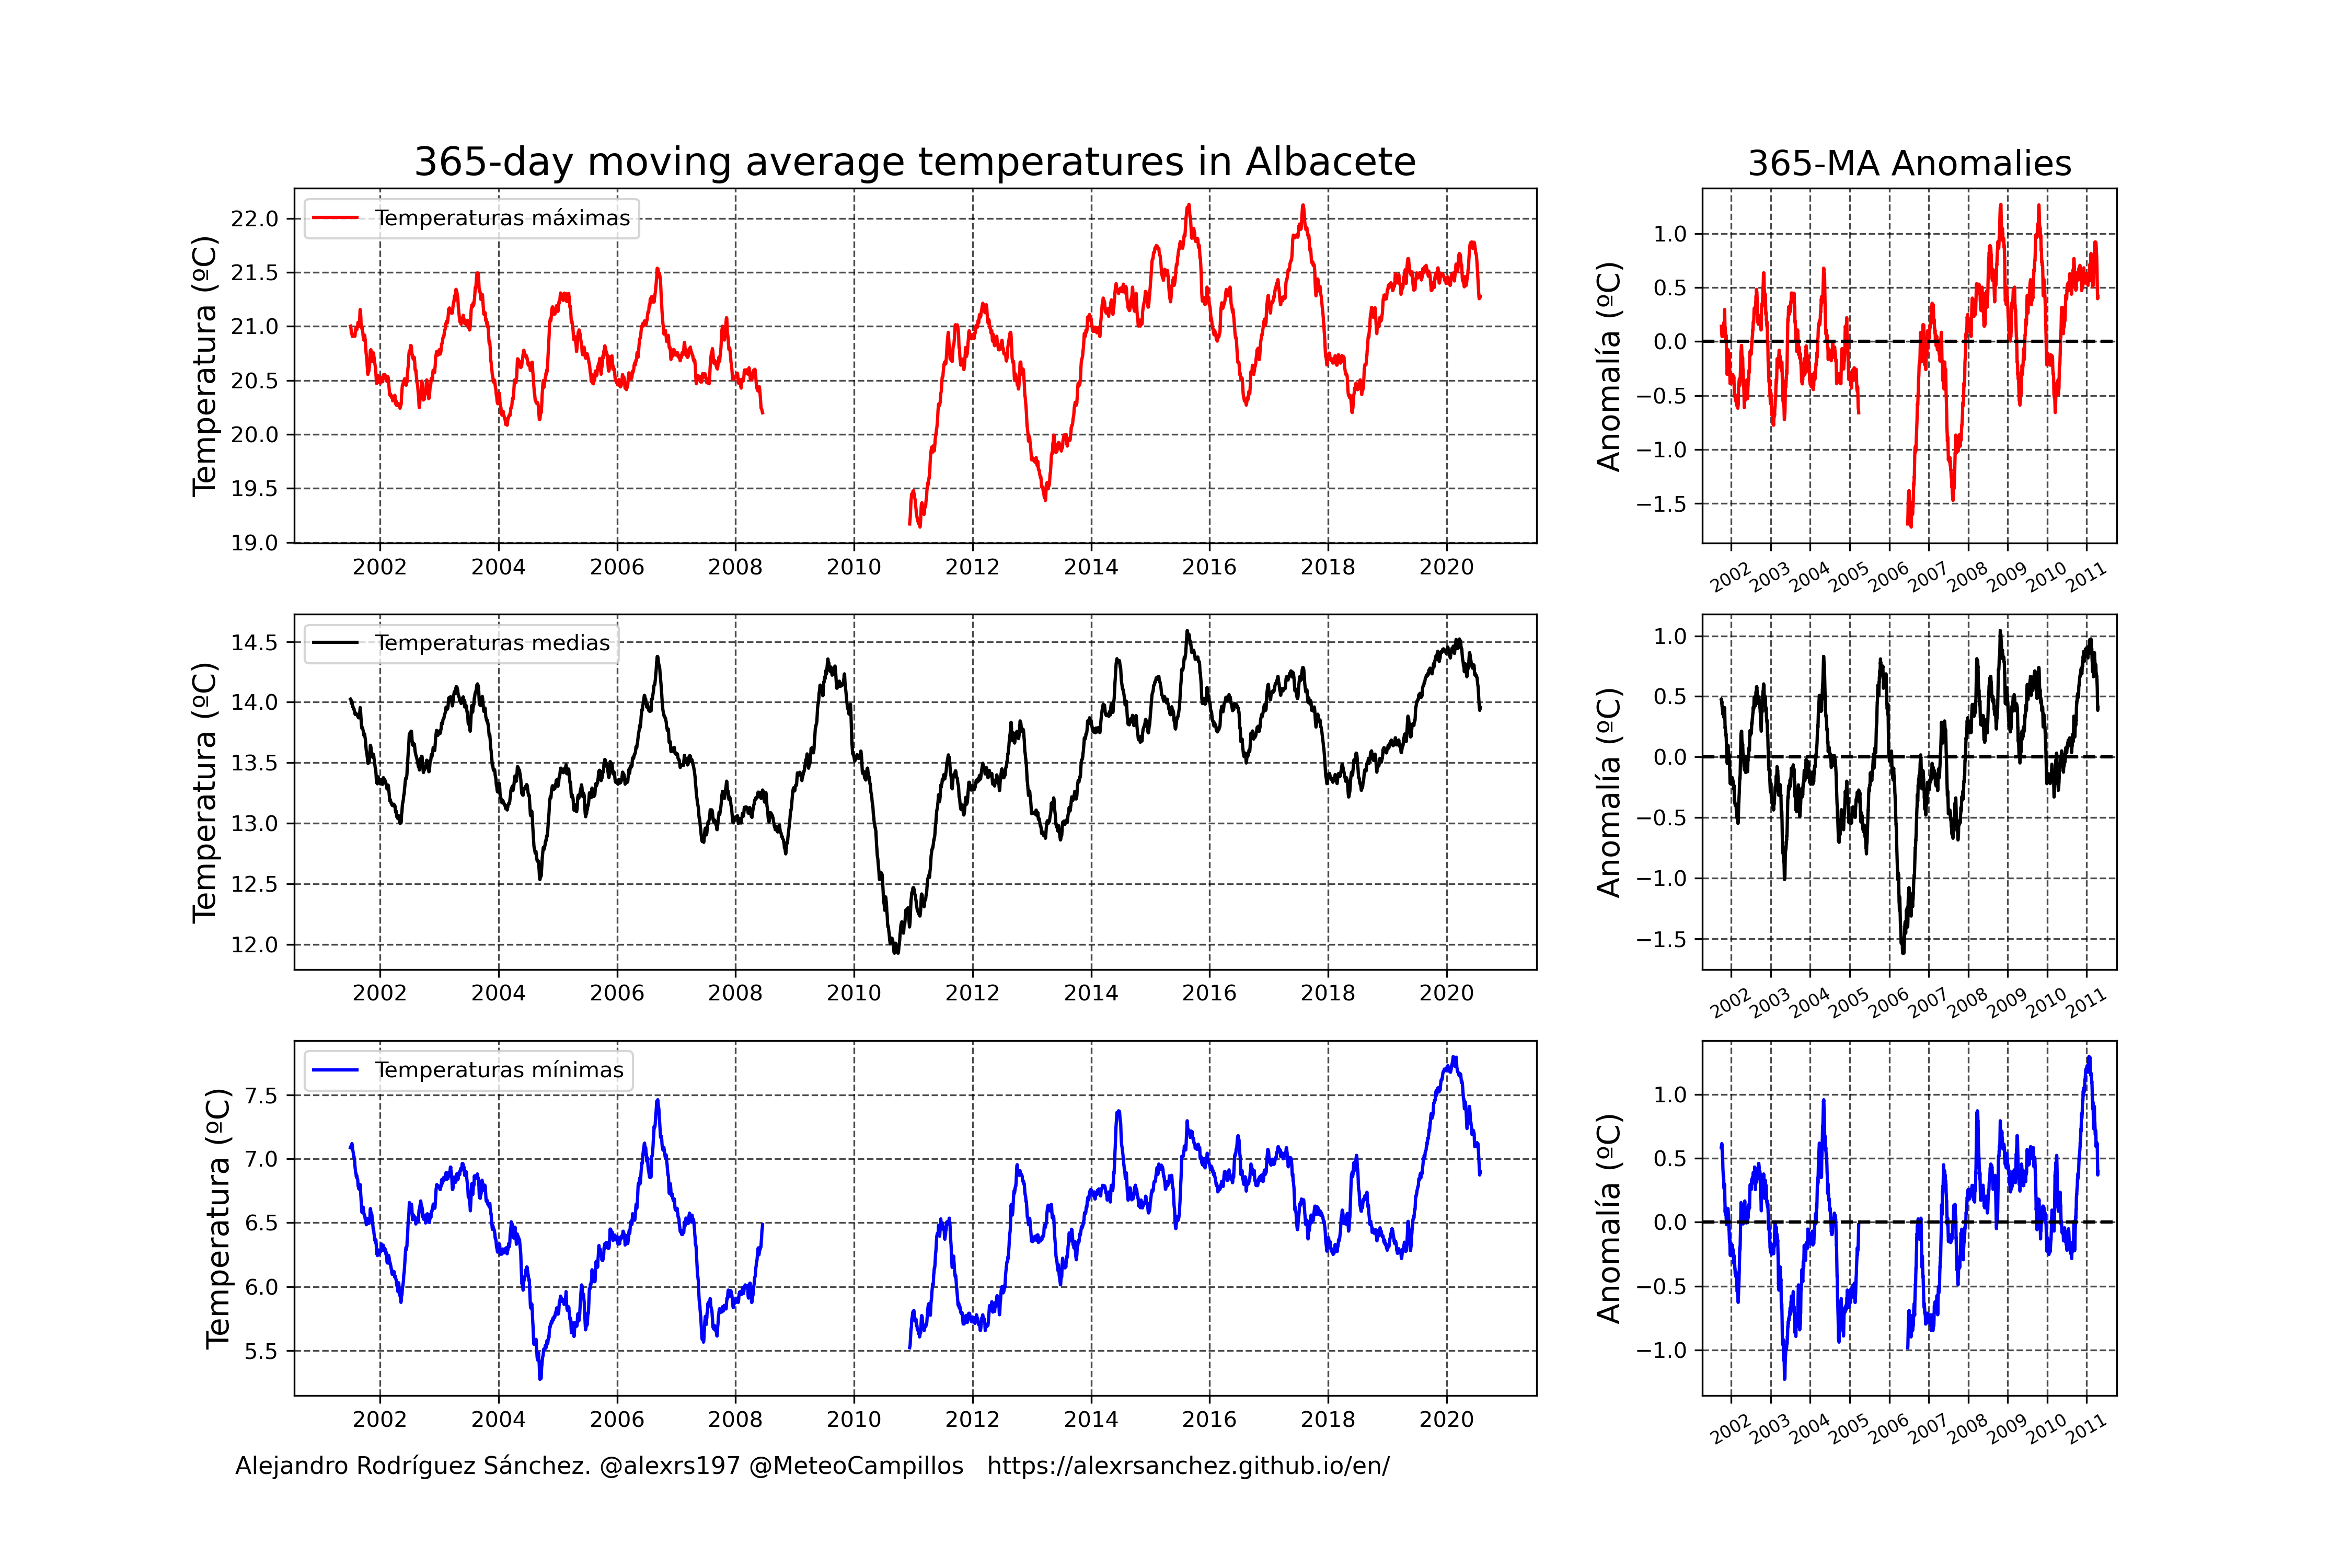 365-day moving average temperatures in Albacete
365-MA Anomalies
Temperatura (ºC)
22.0
21.5
21.0
20.5
20.0
19.5
19.0
Temperaturas máximas
2002 2004 2006 2008 2010 2012 2014 2016 2018 2020
Anomalía (ºC)
1.0
0.5
0.0
−0.5
−1.0
−1.5
2002 2003 2004 2005 2006 2007 2008 2009 2010 2011
Temperatura (ºC)
14.5
14.0
13.5
13.0
12.5
12.0
Temperaturas medias
2002 2004 2006 2008 2010 2012 2014 2016 2018 2020
Anomalía (ºC)
1.0
0.5
0.0
−0.5
−1.0
−1.5
2002 2003 2004 2005 2006 2007 2008 2009 2010 2011
Temperatura (ºC)
7.5
7.0
6.5
6.0
5.5
Temperaturas mínimas
2002 2004 2006 2008 2010 2012 2014 2016 2018 2020
Anomalía (ºC)
1.0
0.5
0.0
−0.5
−1.0
2002 2003 2004 2005 2006 2007 2008 2009 2010 2011
Alejandro Rodríguez Sánchez. @alexrs197 @MeteoCampillos https://alexrsanchez.github.io/en/